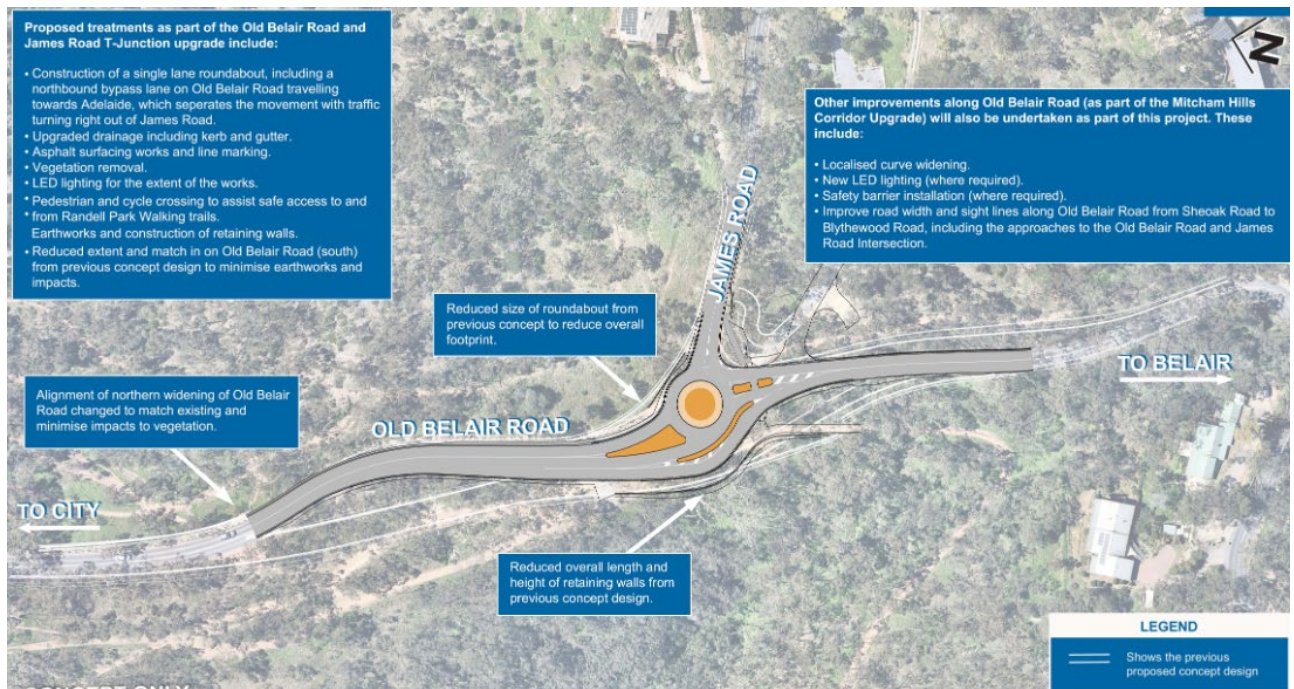 Proposed treatments as part of the Old Belair Road and
James Road T-Junction upgrade include:
• Construction of a single lane roundabout, including a
northbound bypass lane on Old Belair Road travelling
towards Adelaide, which seperates the movement with traffic
turning right out of James Road.
• Upgraded drainage including kerb and gutter.
• Asphalt surfacing works and line marking.
• Vegetation removal.
• LED lighting for the extent of the works.
• Pedestrian and cycle crossing to assist safe access to and
• from Randell Park Walking trails.
Earthworks and construction of retaining walls.
• Reduced extent and match in on Old Belair Road (south)
from previous concept design to minimise earthworks and
impacts.
N
Other improvements along Old Belair Road (as part of the Mitcham Hills
Corridor Upgrade) will also be undertaken as part of this project. These
include:
• Localised curve widening.
• New LED lighting (where required).
• Safety barrier installation (where required).
• Improve road width and sight lines along Old Belair Road from Sheoak Road to
Blythewood Road, including the approaches to the Old Belair Road and James
Road Intersection.
JAMES ROAD
Reduced size of roundabout from
previous concept to reduce overall
footprint.
TO BELAIR
Alignment of northern widening of Old Belair
Road changed to match existing and
minimise impacts to vegetation.
OLD BELAIR ROAD
TO CITY
Reduced overall length and
height of retaining walls from
previous concept design.
LEGEND
Shows the previous
proposed concept design
CONCEPT ONLY